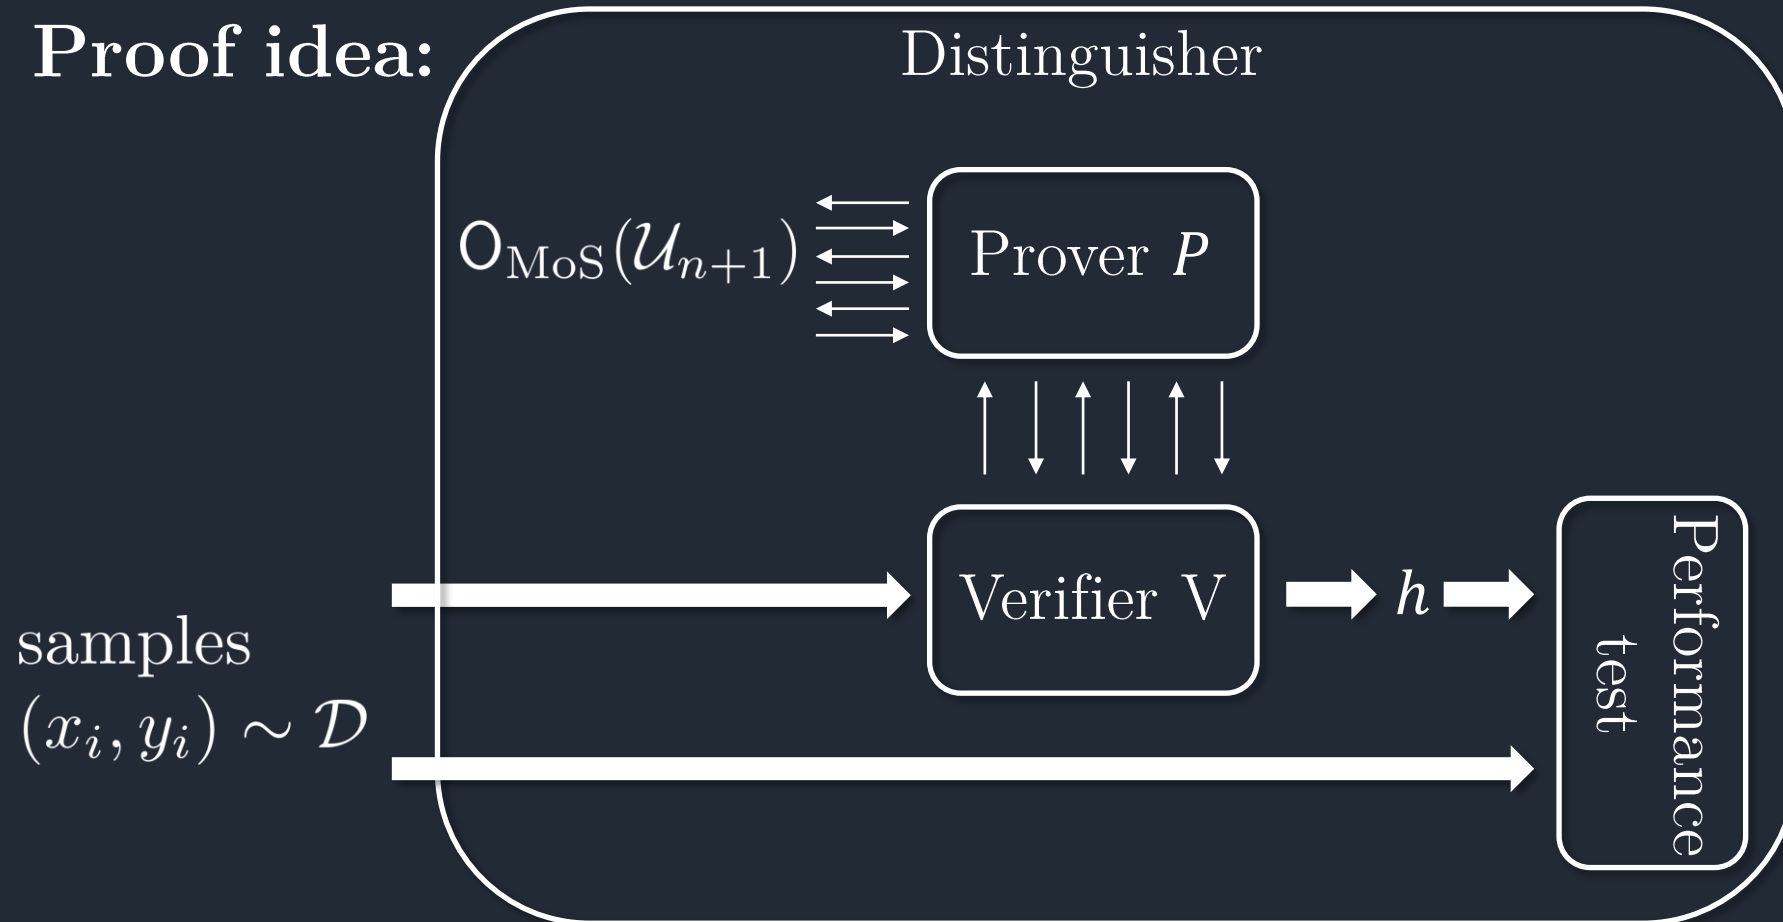 Proof idea:
Distinguisher
O_MoS(𝒰_{n+1})
Prover P
Verifier V
h
Performance
test
samples
(x_i, y_i) ∼ 𝒟